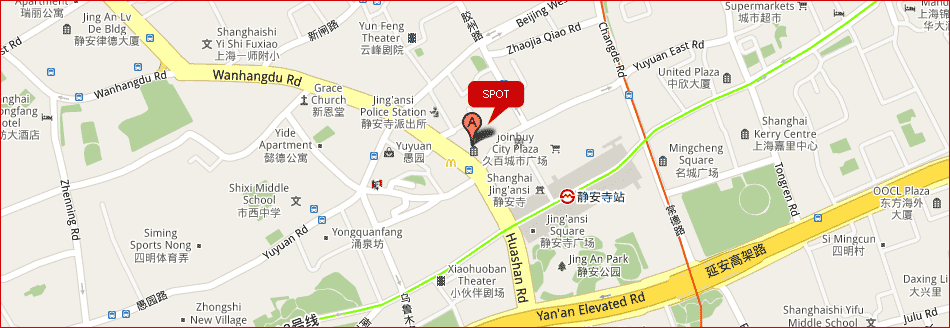 Apartment
瑞丽公寓
Jing An Lv
De Bldg
静安律德大厦
新闸路
Shanghaishi
Yi Shi Fuxiao
上海一师附小
Yun Feng
Theater
云峰剧院
胶州路
Beijing West
Zhaojia Qiao Rd
Changde Rd
Supermarkets
城市超市
Apartment
Yuyuan East Rd
United Plaza
中欣大厦
Wanhangdu Rd
Wanhangdu Rd
Grace
Church
新恩堂
Jing'ansi
Police Station
静安寺派出所
SPOT
A
Joinbuy
City Plaza
久百城市广场
Shanghai
Kerry Centre
上海嘉里中心
Yide
Apartment
懿德公寓
Yuyuan
愚园
Mingcheng
Square
名城广场
Tongren Rd
Shixi Middle
School
市西中学
Shanghai
Jing'ansi
静安寺
静安寺站
OOCL Plaza
东方海外
大厦
Zhenning Rd
Siming
Sports Nong
四明体育弄
Yuyuan Rd
Yongquanfang
涌泉坊
Huashan Rd
Jing'an
Square
静安寺广场
常德路
Si Mingcun
四明村
延安高架路
Jing An Park
静安公园
Xiaohuoban
Theater
小伙伴剧场
Daxing Li
大兴里
愚园路
Zhongshi
New Village
号线
Yan'an Elevated Rd
Shanghaishi Yifu
Middle School
Julu Rd